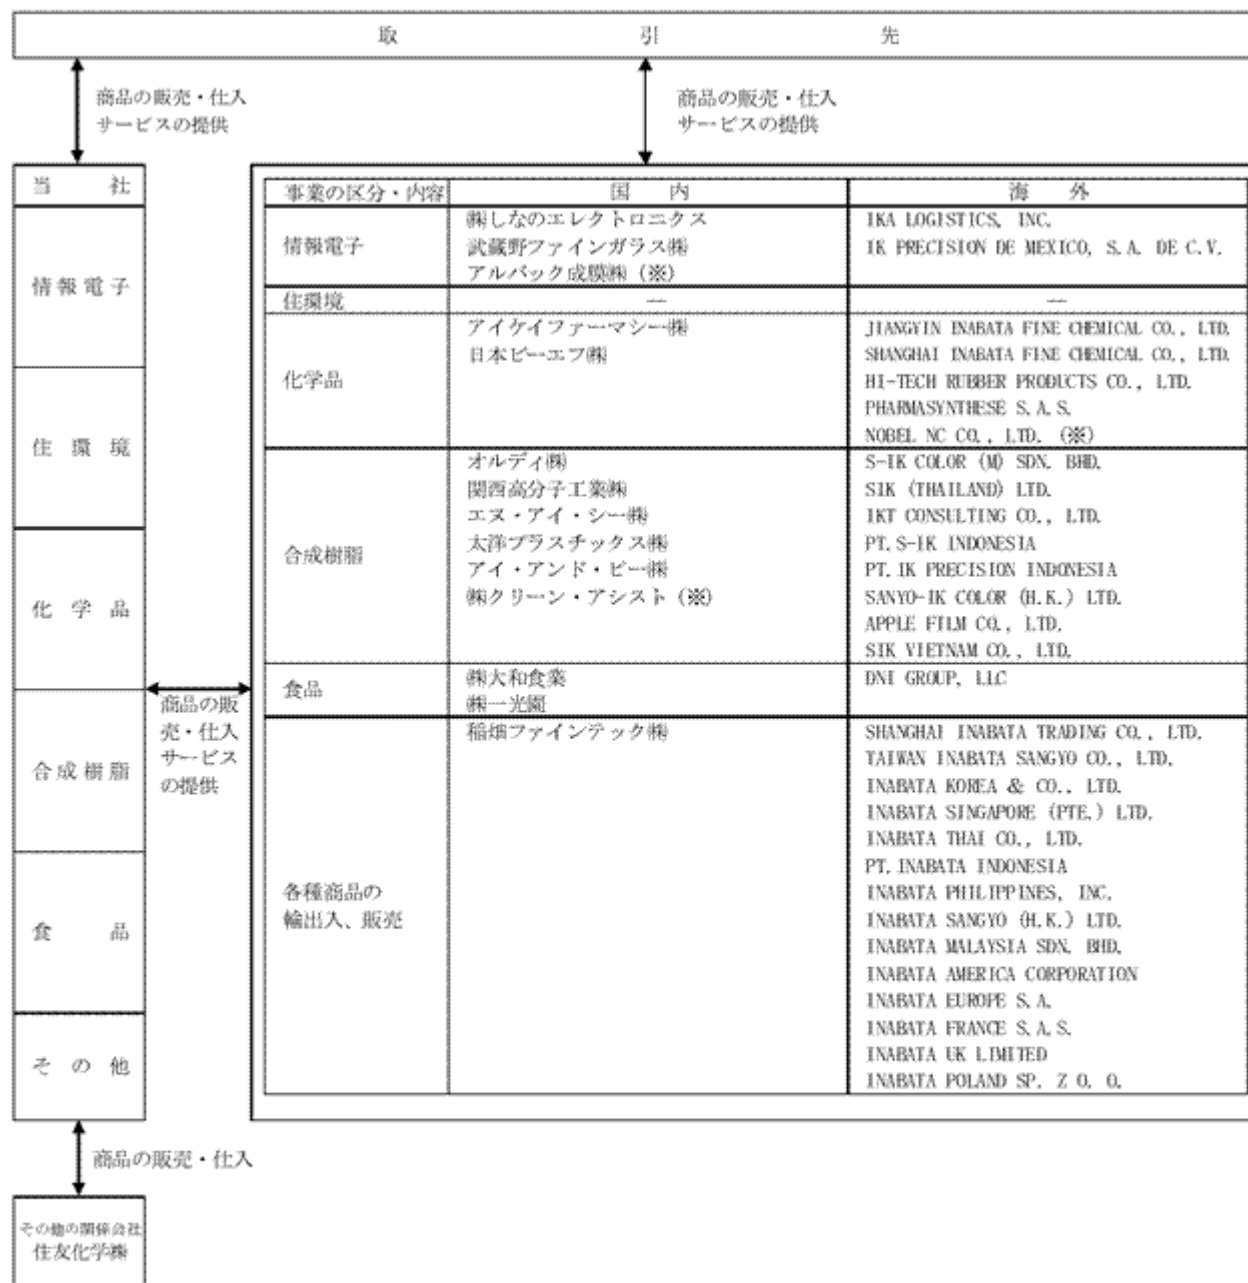 取引先
商品の販売・仕入
サービスの提供
商品の販売・仕入
サービスの提供
当社
情報電子
住環境
化学品
合成樹脂
食品
その他
商品の販
売・仕入
サービス
の提供
事業の区分・内容 国内 海外
情報電子
㈱しなのエレクトロニクス
武蔵野ファインガラス㈱
アルバック成膜㈱(※)
IKA LOGISTICS, INC.
IK PRECISION DE MEXICO, S.A. DE C.V.
住環境 ― ―
化学品
アイケイファーマシー㈱
日本ピーエフ㈱
JIANGYIN INABATA FINE CHEMICAL CO., LTD.
SHANGHAI INABATA FINE CHEMICAL CO., LTD.
HI-TECH RUBBER PRODUCTS CO., LTD.
PHARMASYNTHESE S.A.S.
NOBEL NC CO., LTD. (※)
合成樹脂
オルディ㈱
関西高分子工業㈱
エヌ・アイ・シー㈱
太洋プラスチックス㈱
アイ・アンド・ピー㈱
㈱クリーン・アシスト(※)
S-IK COLOR (M) SDN. BHD.
SIK (THAILAND) LTD.
IKT CONSULTING CO., LTD.
PT.S-IK INDONESIA
PT.IK PRECISION INDONESIA
SANYO-IK COLOR (H.K.) LTD.
APPLE FILM CO., LTD.
SIK VIETNAM CO., LTD.
食品
㈱大和食業
㈱一光園
DNI GROUP, LLC
各種商品の
輸出入、販売
稲畑ファインテック㈱
SHANGHAI INABATA TRADING CO., LTD.
TAIWAN INABATA SANGYO CO., LTD.
INABATA KOREA & CO., LTD.
INABATA SINGAPORE (PTE.) LTD.
INABATA THAI CO., LTD.
PT.INABATA INDONESIA
INABATA PHILIPPINES, INC.
INABATA SANGYO (H.K.) LTD.
INABATA MALAYSIA SDN. BHD.
INABATA AMERICA CORPORATION
INABATA EUROPE S.A.
INABATA FRANCE S.A.S.
INABATA UK LIMITED
INABATA POLAND SP. Z O. O.
商品の販売・仕入
その他の関係会社
住友化学㈱